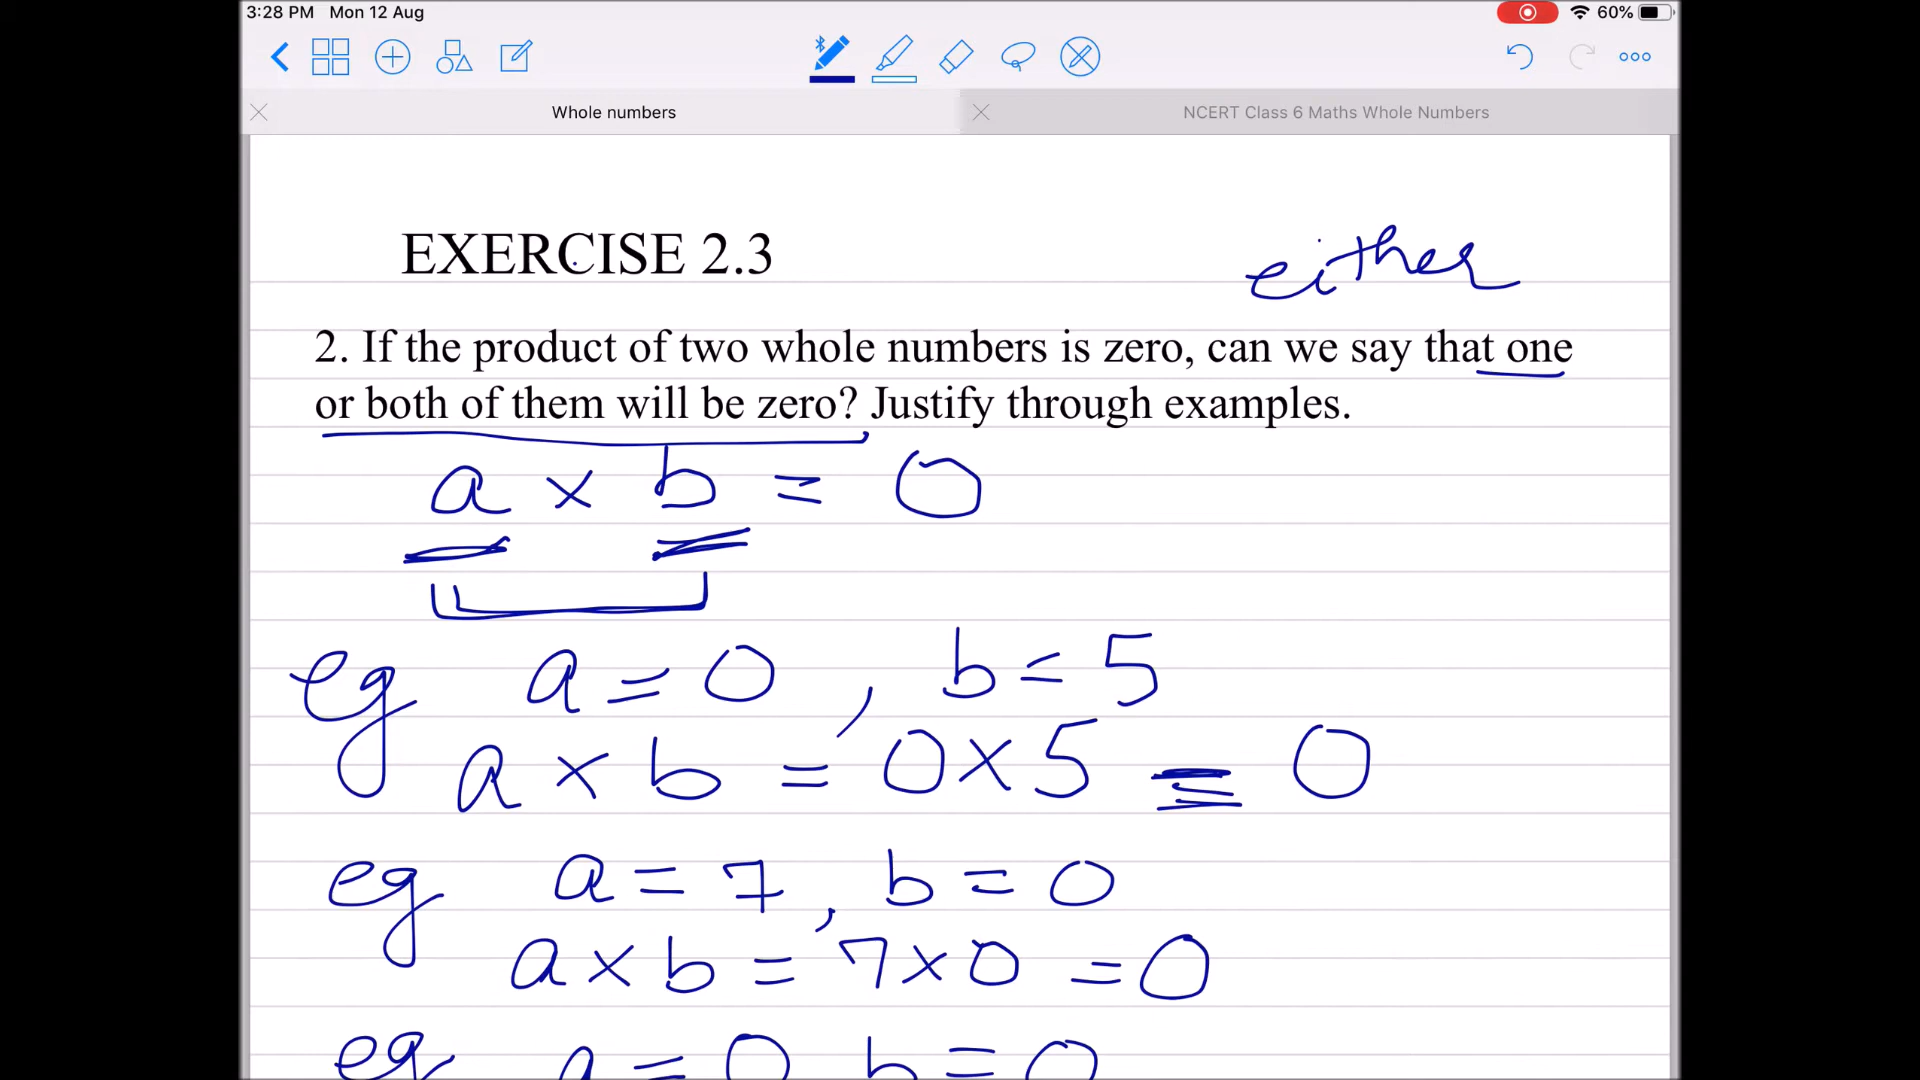 3:28 PM Mon 12 Aug
60%
Whole numbers
NCERT Class 6 Maths Whole Numbers
EXERCISE 2.3
either
2. If the product of two whole numbers is zero, can we say that one
or both of them will be zero? Justify through examples.
a × b = 0
eg a = 0 , b = 5
a × b = 0 × 5 = 0
eg a = 7 , b = 0
a × b = 7 × 0 = 0
eg a = 0 b = 0